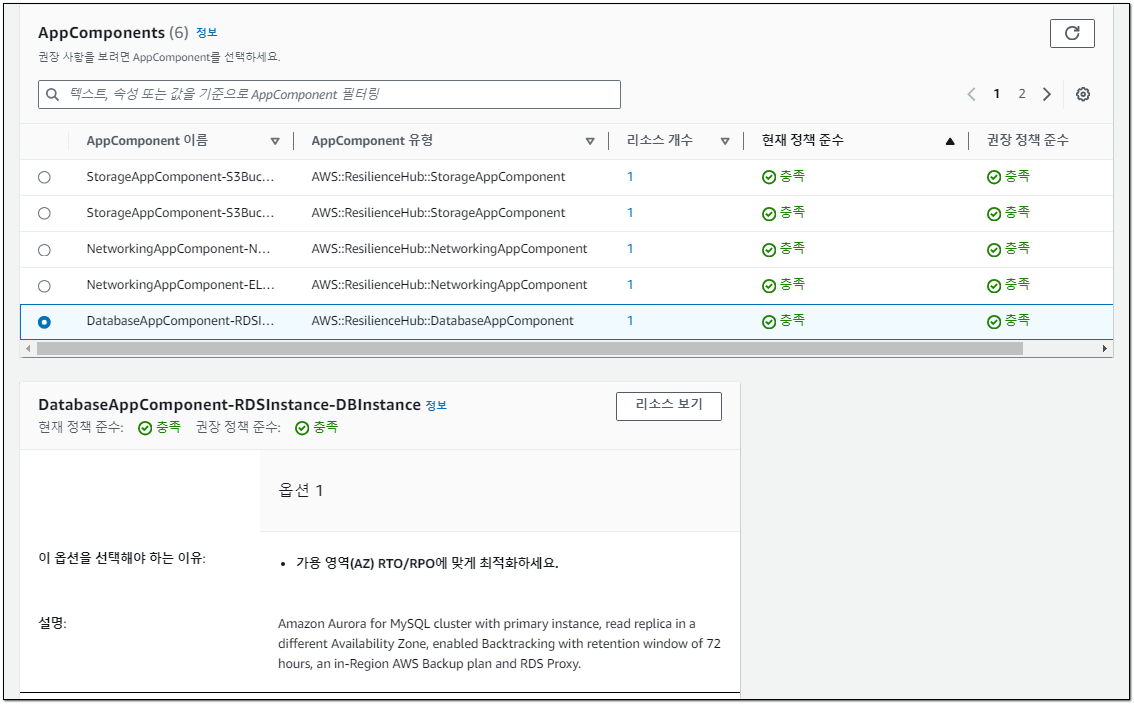 AppComponents (6) 정보
권장 사항을 보려면 AppComponent를 선택하세요.
텍스트, 속성 또는 값을 기준으로 AppComponent 필터링
1 2
AppComponent 이름 AppComponent 유형 리소스 개수 현재 정책 준수 권장 정책 준수
StorageAppComponent-S3Buc... AWS::ResilienceHub::StorageAppComponent 1 충족 충족
StorageAppComponent-S3Buc... AWS::ResilienceHub::StorageAppComponent 1 충족 충족
NetworkingAppComponent-N... AWS::ResilienceHub::NetworkingAppComponent 1 충족 충족
NetworkingAppComponent-EL... AWS::ResilienceHub::NetworkingAppComponent 1 충족 충족
DatabaseAppComponent-RDSI... AWS::ResilienceHub::DatabaseAppComponent 1 충족 충족
DatabaseAppComponent-RDSInstance-DBInstance 정보 리소스 보기
현재 정책 준수: 충족 권장 정책 준수: 충족
옵션 1
이 옵션을 선택해야 하는 이유: • 가용 영역(AZ) RTO/RPO에 맞게 최적화하세요.
설명: Amazon Aurora for MySQL cluster with primary instance, read replica in a
different Availability Zone, enabled Backtracking with retention window of 72
hours, an in-Region AWS Backup plan and RDS Proxy.